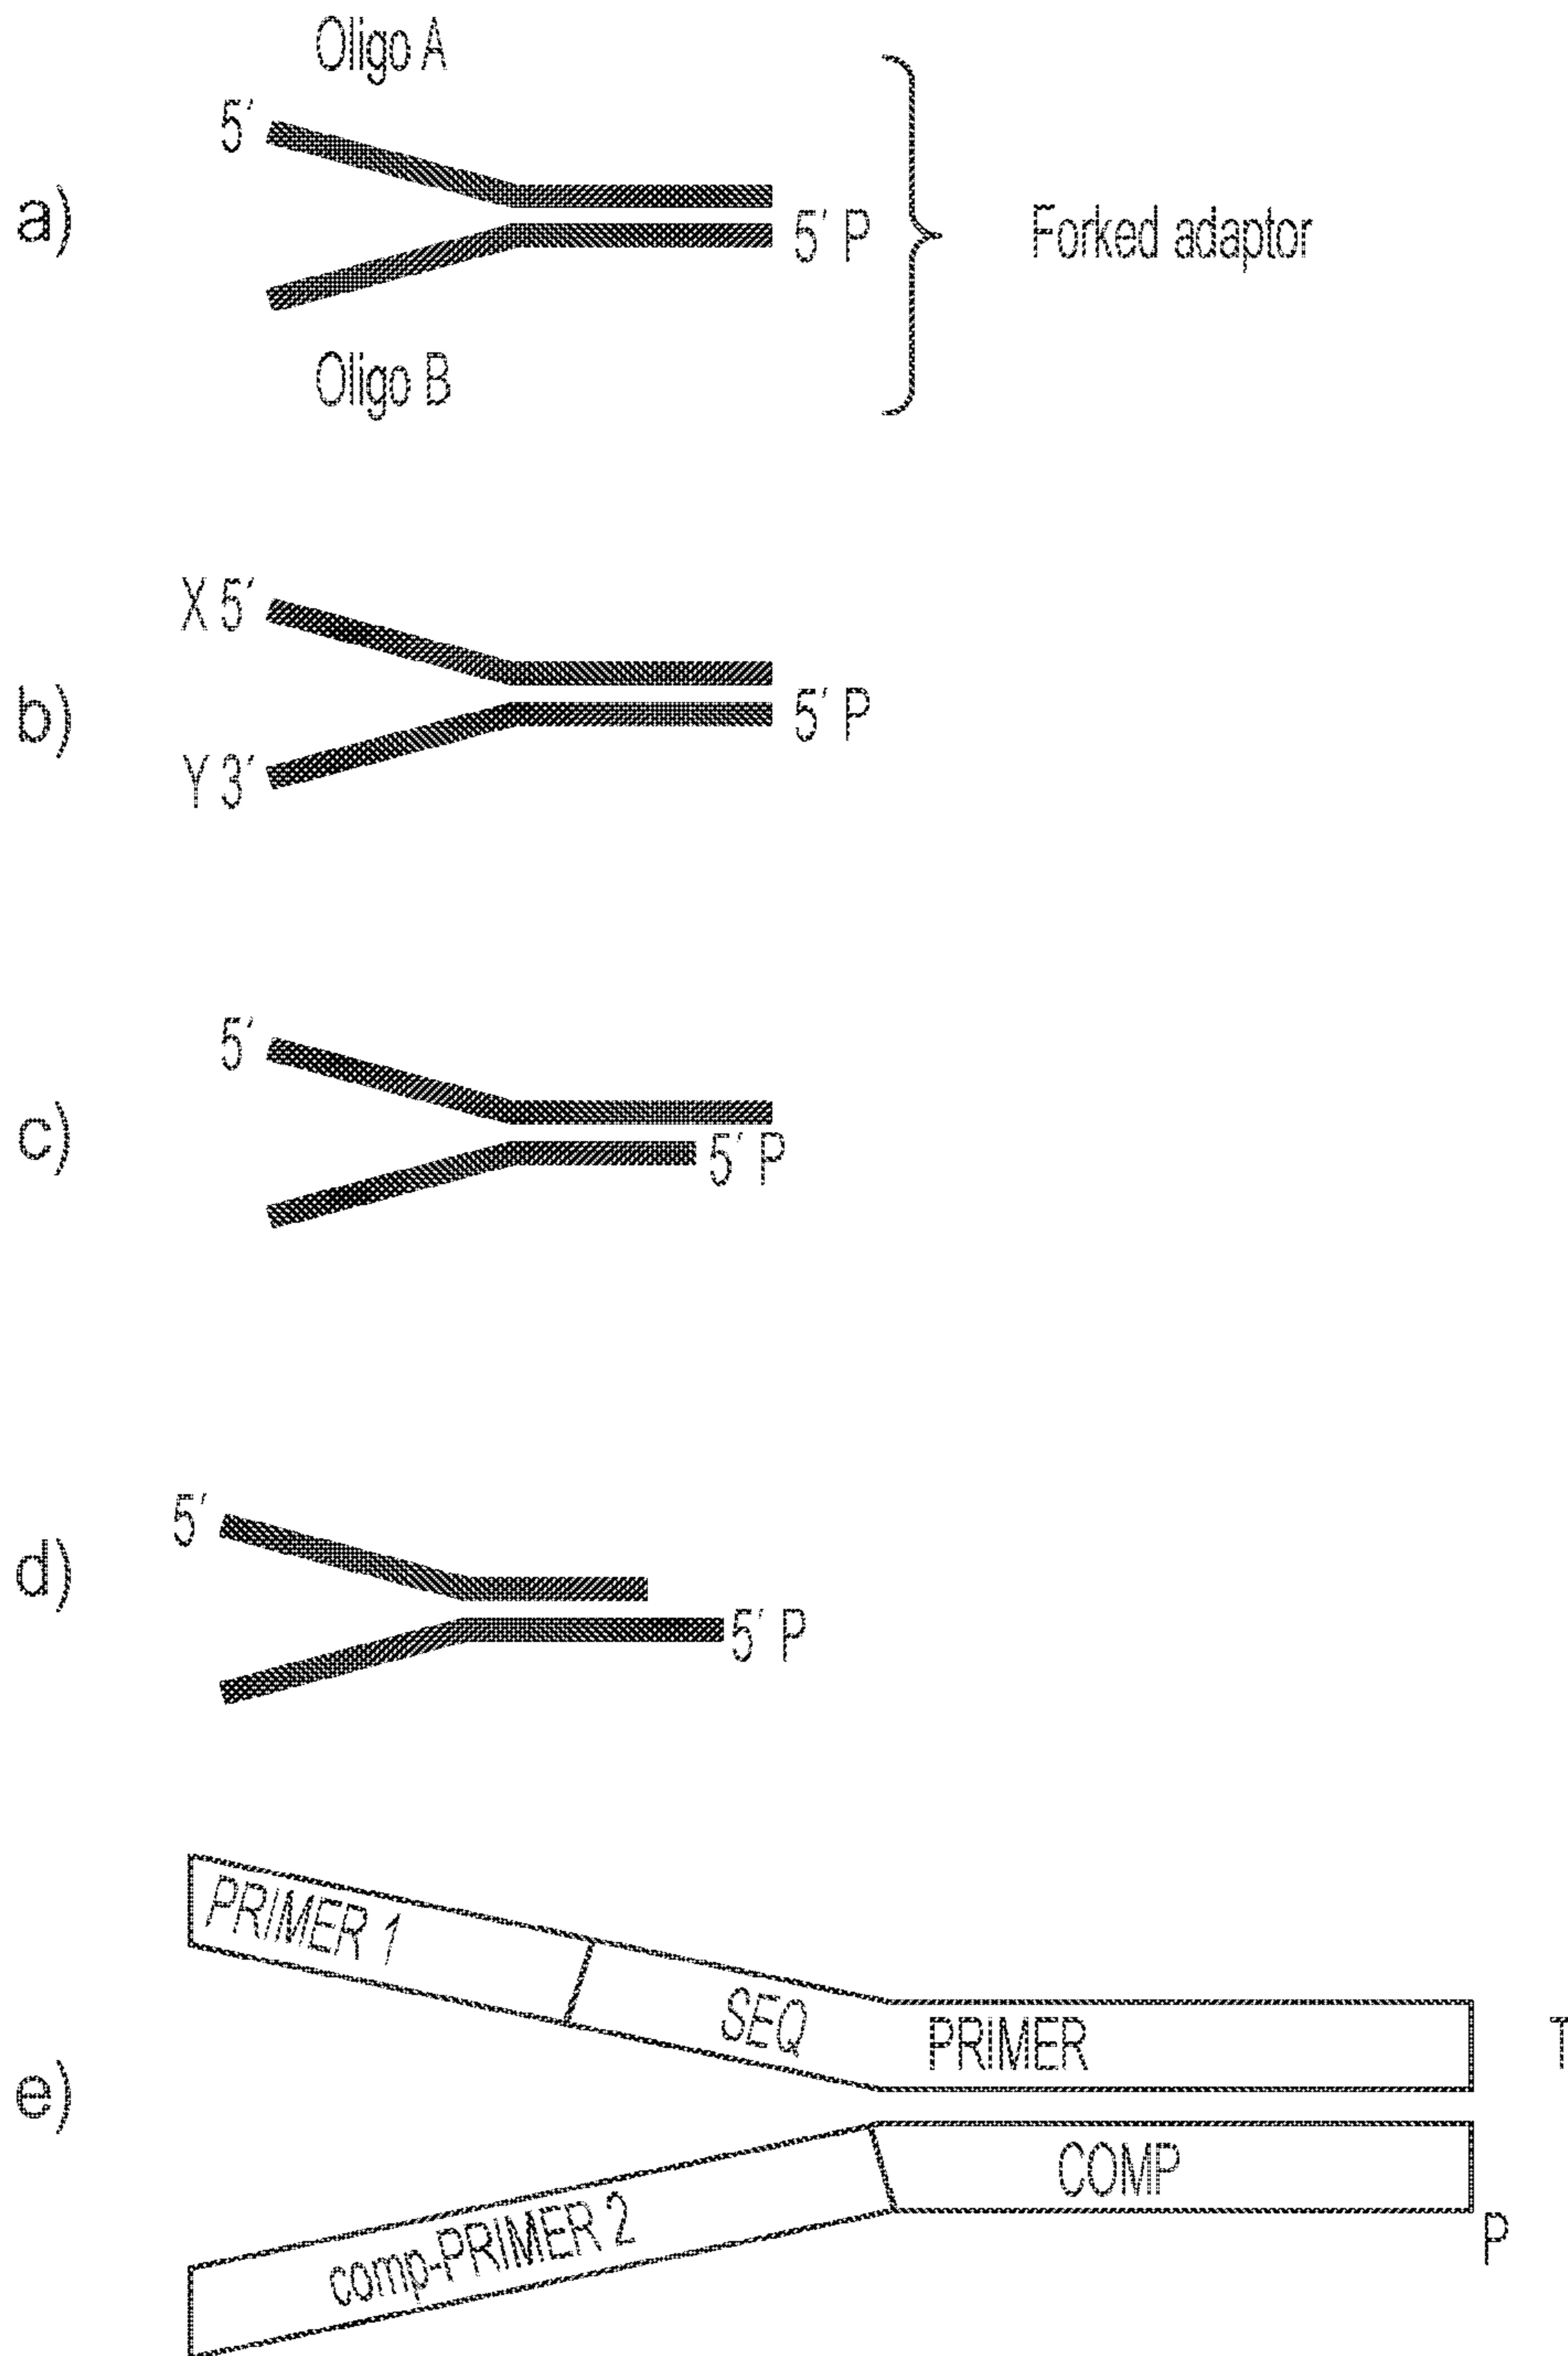 a)
Oligo A
5′
5′ P
Oligo B
Forked adaptor
b)
X 5′
5′ P
Y 3′
c)
5′
5′ P
d)
5′
5′ P
e)
PRIMER 1
SEQ PRIMER
T
COMP
P
comp-PRIMER 2